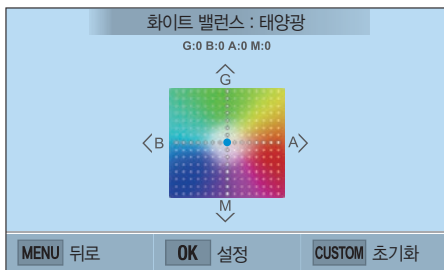 화이트 밸런스 : 태양광
G:0 B:0 A:0 M:0
G
B A
M
MENU 뒤로 OK 설정 CUSTOM 초기화